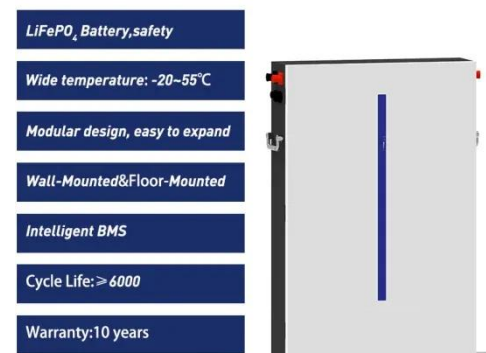 LiFePO₄ Battery,safety
Wide temperature: -20~55℃
Modular design, easy to expand
Wall-Mounted&Floor-Mounted
Intelligent BMS
Cycle Life:≥6000
Warranty:10 years